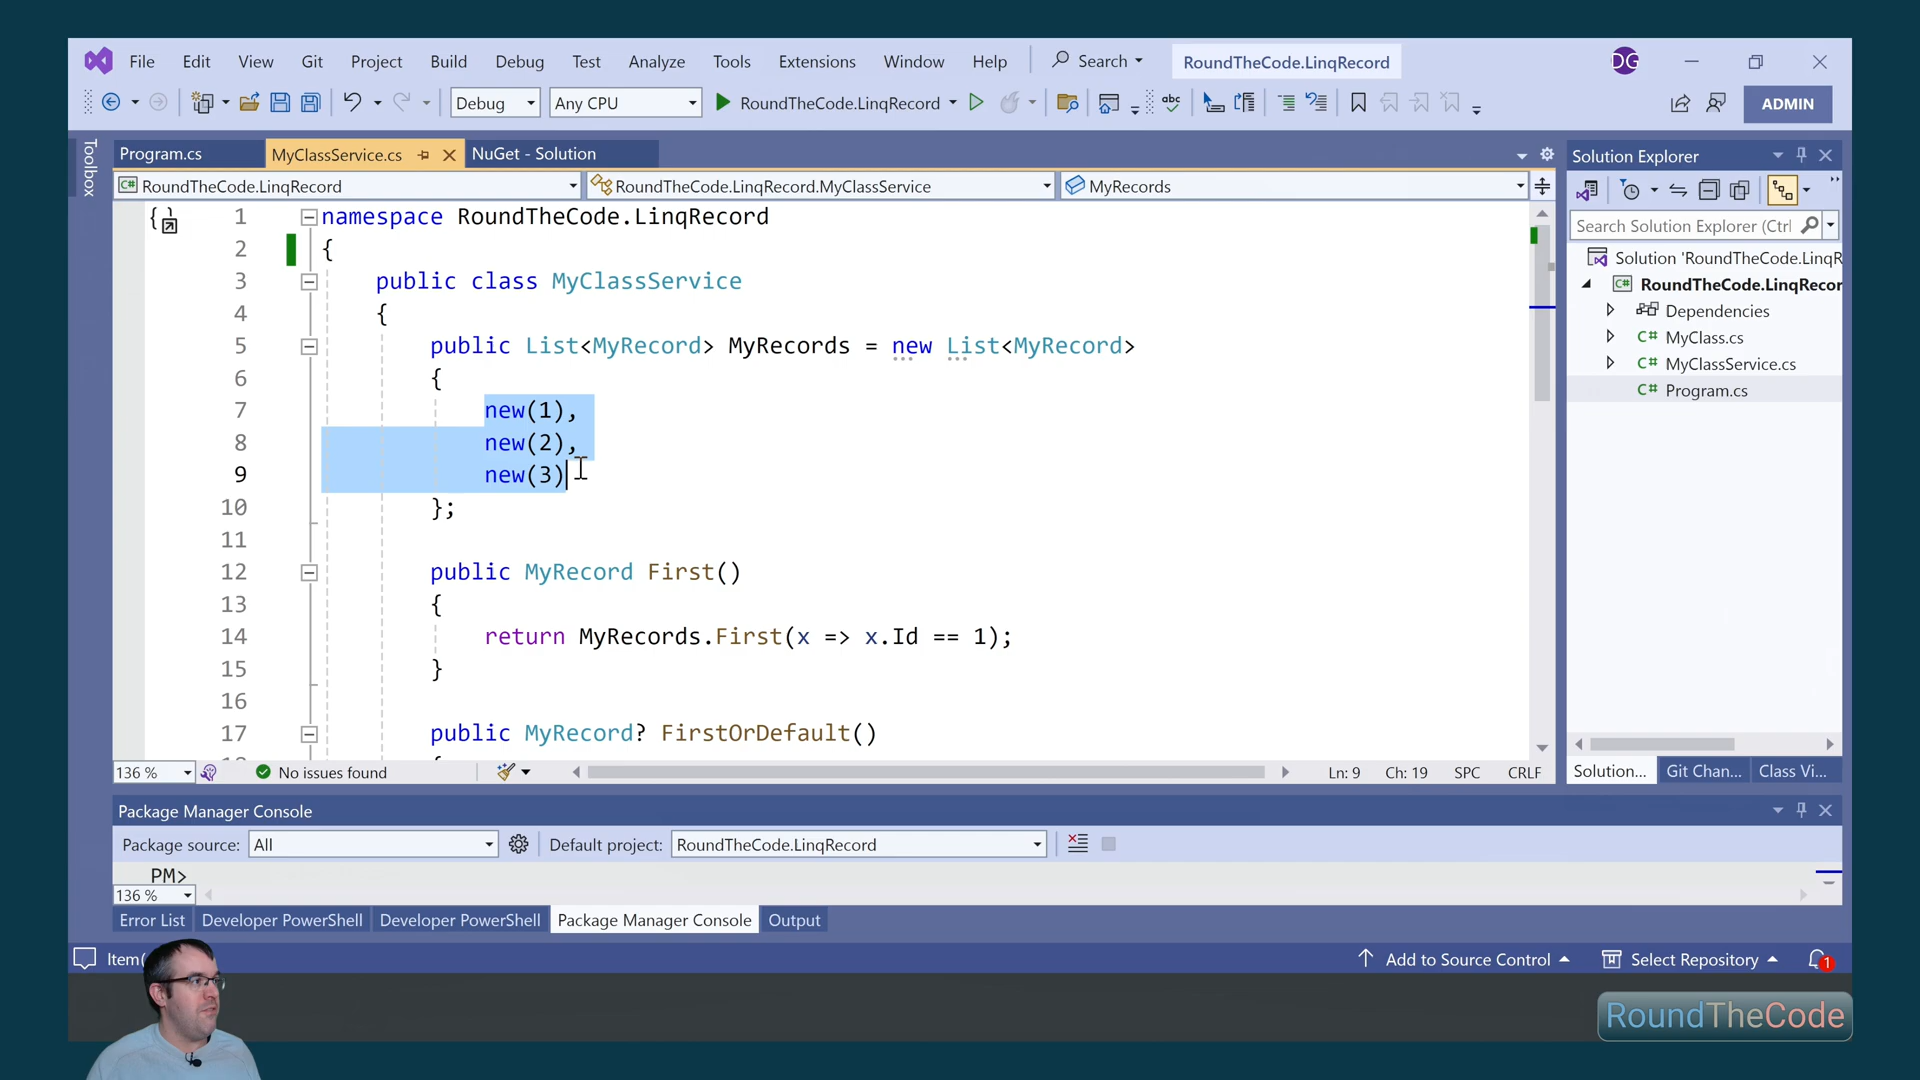 File Edit View Git Project Build Debug Test Analyze Tools Extensions Window Help Search RoundTheCode.LinqRecord DG
Debug Any CPU RoundTheCode.LinqRecord abc ADMIN
Toolbox
Program.cs MyClassService.cs NuGet - Solution
RoundTheCode.LinqRecord RoundTheCode.LinqRecord.MyClassService MyRecords
1 namespace RoundTheCode.LinqRecord
2 {
3 public class MyClassService
4 {
5 public List<MyRecord> MyRecords = new List<MyRecord>
6 {
7 new(1),
8 new(2),
9 new(3)
10 };
11
12 public MyRecord First()
13 {
14 return MyRecords.First(x => x.Id == 1);
15 }
16
17 public MyRecord? FirstOrDefault()
136 % No issues found Ln: 9 Ch: 19 SPC CRLF
Solution Explorer
Search Solution Explorer (Ctrl
Solution 'RoundTheCode.LinqR
C# RoundTheCode.LinqRecor
Dependencies
C# MyClass.cs
C# MyClassService.cs
C# Program.cs
Solution... Git Chan... Class Vi...
Package Manager Console
Package source: All Default project: RoundTheCode.LinqRecord
PM>
136 %
Error List Developer PowerShell Developer PowerShell Package Manager Console Output
Item( Add to Source Control Select Repository 1
RoundTheCode